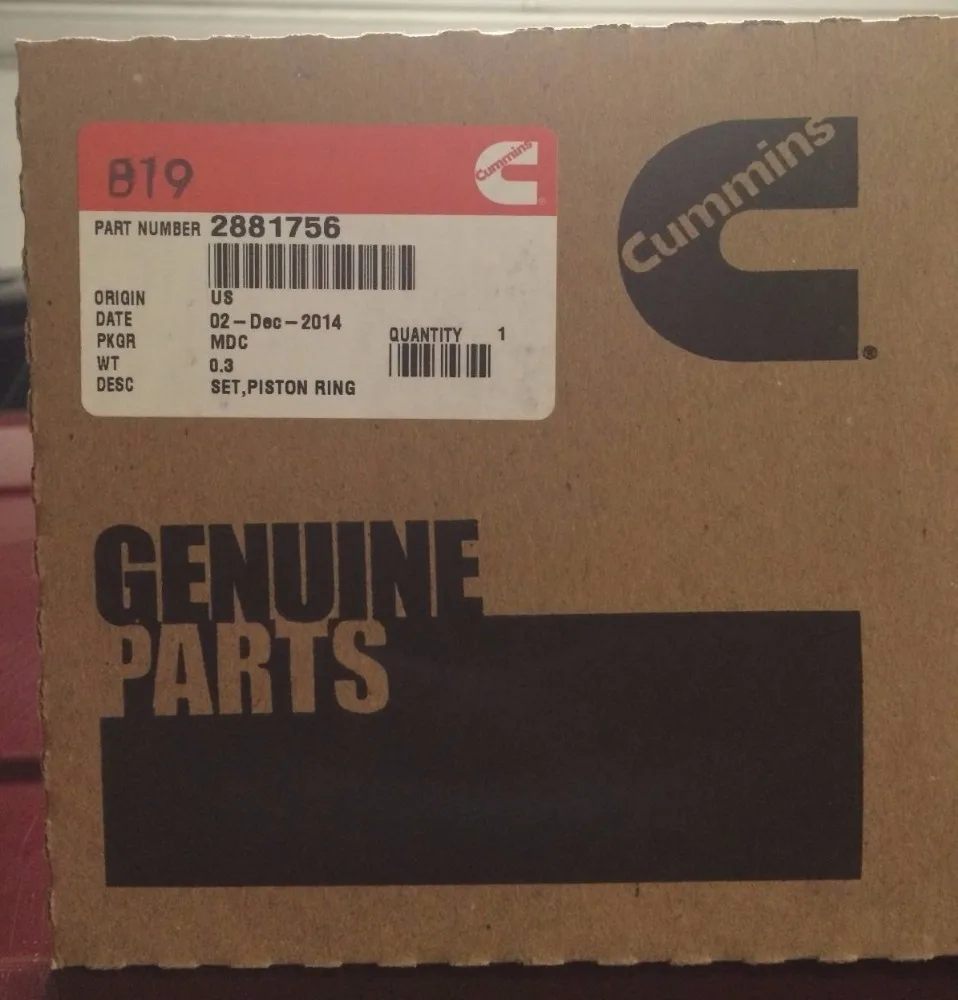 B19
Cummins
PART NUMBER 2881756
ORIGIN US
DATE 02-Dec-2014
PKGR MDC
QUANTITY 1
WT 0.3
DESC SET,PISTON RING
Cummins
®
GENUINE
PARTS